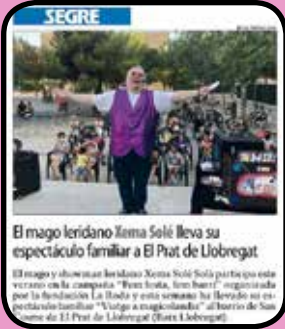 SEGRE
El mago leridano Xema Solé lleva su
espectáculo familiar a El Prat de Llobregat
El mago y showman leridano Xema Solé Solà participa este
verano en la campaña "Fem festa, fem barri" organizada
por la fundación La Roda y esta semana ha llevado su es-
pectáculo familiar "Viatge a magiclandia" al barrio de San
Cosme de El Prat de Llobregat (Baix Llobregat).